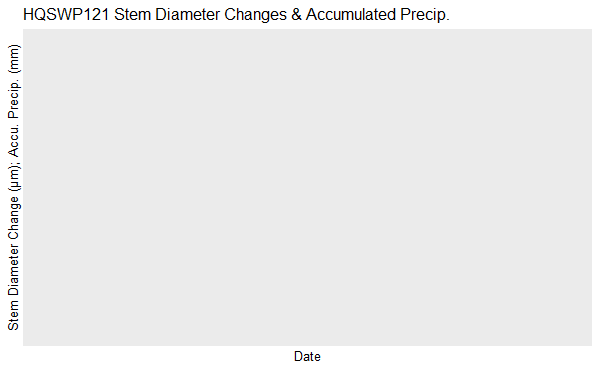 HQSWP121 Stem Diameter Changes & Accumulated Precip.
Stem Diameter Change (µm); Accu. Precip. (mm)
Date